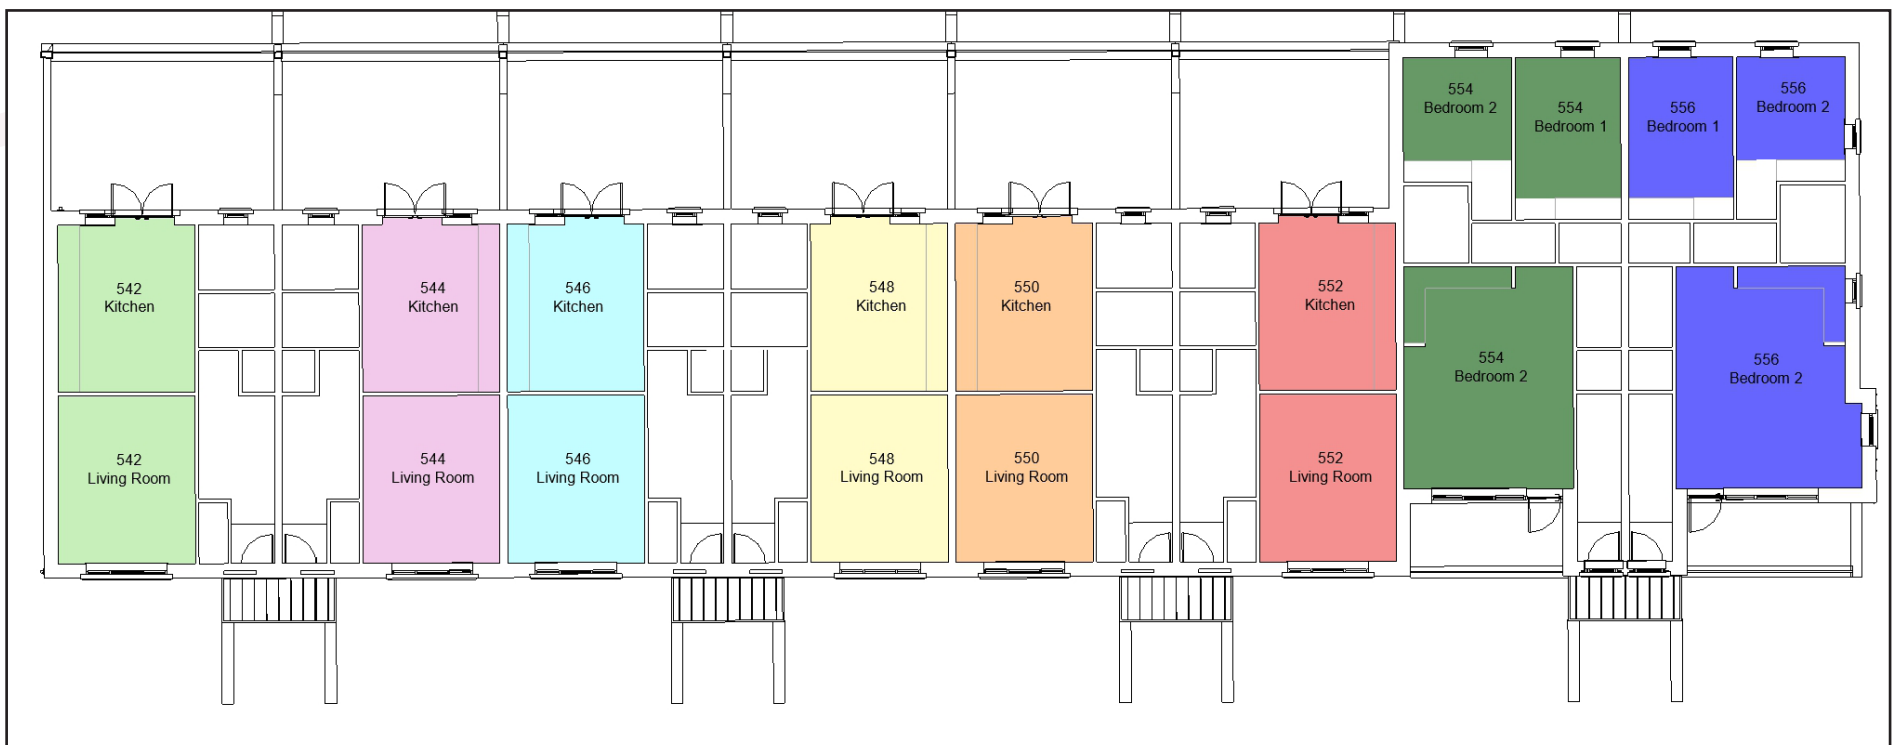 554
Bedroom 2
554
Bedroom 1
556
Bedroom 1
556
Bedroom 2
542
Kitchen
544
Kitchen
546
Kitchen
548
Kitchen
550
Kitchen
552
Kitchen
554
Bedroom 2
556
Bedroom 2
542
Living Room
544
Living Room
546
Living Room
548
Living Room
550
Living Room
552
Living Room